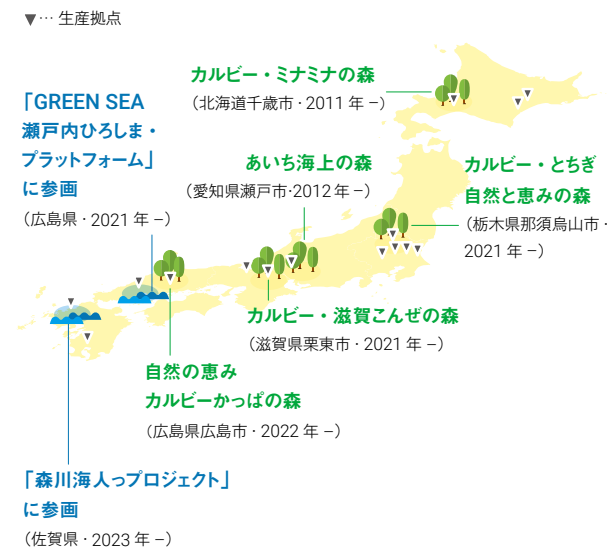 ▼… 生産拠点
カルビー・ミナミナの森
（北海道千歳市・2011 年 –）
「GREEN SEA
瀬戸内ひろしま・
プラットフォーム」
に参画
（広島県・2021 年 –）
あいち海上の森
（愛知県瀬戸市・2012 年 –）
カルビー・とちぎ
自然と恵みの森
（栃木県那須烏山市・
2021 年 –）
カルビー・滋賀こんぜの森
（滋賀県栗東市・2021 年 –）
自然の恵み
カルビーかっぱの森
（広島県広島市・2022 年 –）
「森川海人っプロジェクト」
に参画
（佐賀県・2023 年 –）